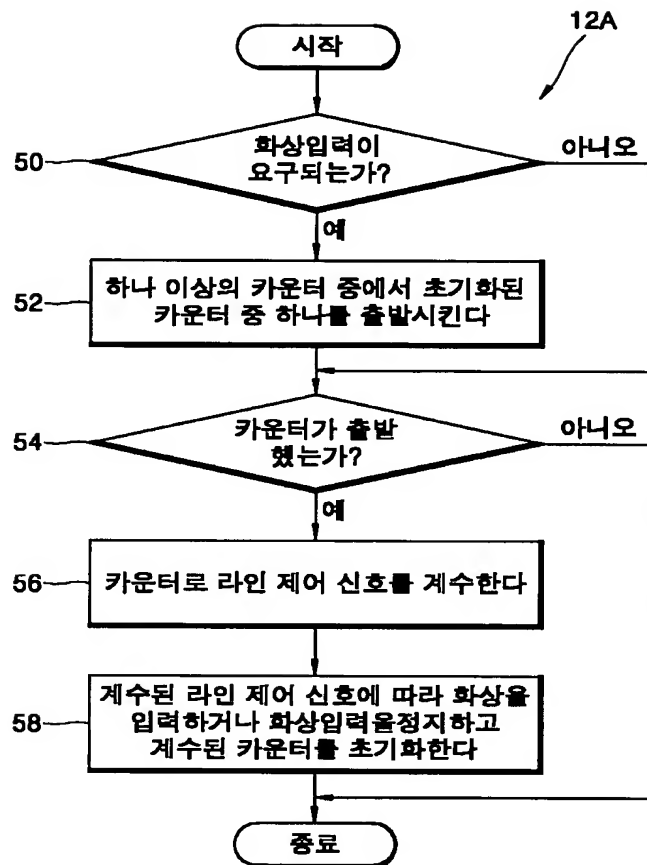 12A
시작
50
화상입력이
요구되는가?
아니오
예
52
하나 이상의 카운터 중에서 초기화된
카운터 중 하나를 출발시킨다
54
카운터가 출발
했는가?
아니오
예
56
카운터로 라인 제어 신호를 계수한다
58
계수된 라인 제어 신호에 따라 화상을
입력하거나 화상입력을정지하고
계수된 카운터를 초기화한다
종료